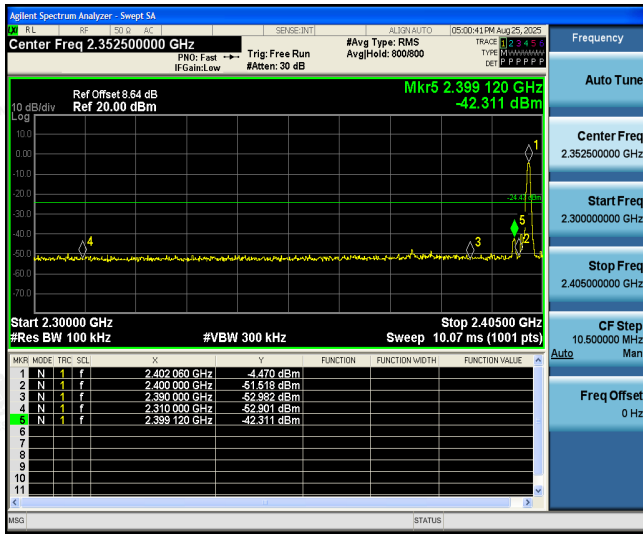 Agilent Spectrum Analyzer - Swept SA
LXI RL RF 50 Ω AC SENSE:INT ALIGN AUTO 05:00:41 PM Aug 25, 2025
Center Freq 2.352500000 GHz
PNO: Fast
IFGain:Low
Trig: Free Run
#Atten: 30 dB
#Avg Type: RMS
Avg|Hold: 800/800
TRACE 1 2 3 4 5 6
TYPE M
DET P P P P P P
Ref Offset 8.64 dB
Ref 20.00 dBm
10 dB/div
Log
Mkr5 2.399 120 GHz
-42.311 dBm
10.0
0.00
-10.0
-20.0
-30.0
-40.0
-50.0
-60.0
-70.0
1
5
2
3
4
Start 2.30000 GHz Stop 2.40500 GHz
#Res BW 100 kHz #VBW 300 kHz Sweep 10.07 ms (1001 pts)
MKR MODE TRC SCL X Y FUNCTION FUNCTION WIDTH FUNCTION VALUE
1 N 1 f 2.402 060 GHz -4.470 dBm
2 N 1 f 2.400 000 GHz -51.518 dBm
3 N 1 f 2.390 000 GHz -52.982 dBm
4 N 1 f 2.310 000 GHz -52.901 dBm
5 N 1 f 2.399 120 GHz -42.311 dBm
6
7
8
9
10
11
MSG STATUS
Frequency
Auto Tune
Center Freq
2.352500000 GHz
Start Freq
2.300000000 GHz
Stop Freq
2.405000000 GHz
CF Step
10.500000 MHz
Auto Man
Freq Offset
0 Hz